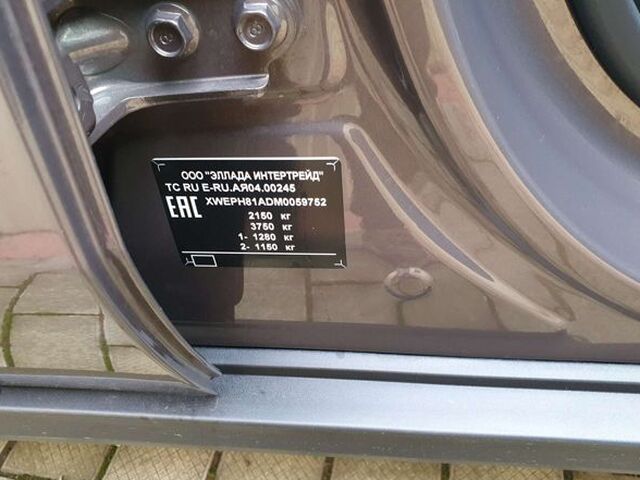 ООО "ЭЛЛАДА ИНТЕРТРЕЙД"
ТС RU E-RU.АЯ04.00245
EAC XWEPH81ADM0059752
2150 кг
3750 кг
1- 1280 кг
2- 1150 кг